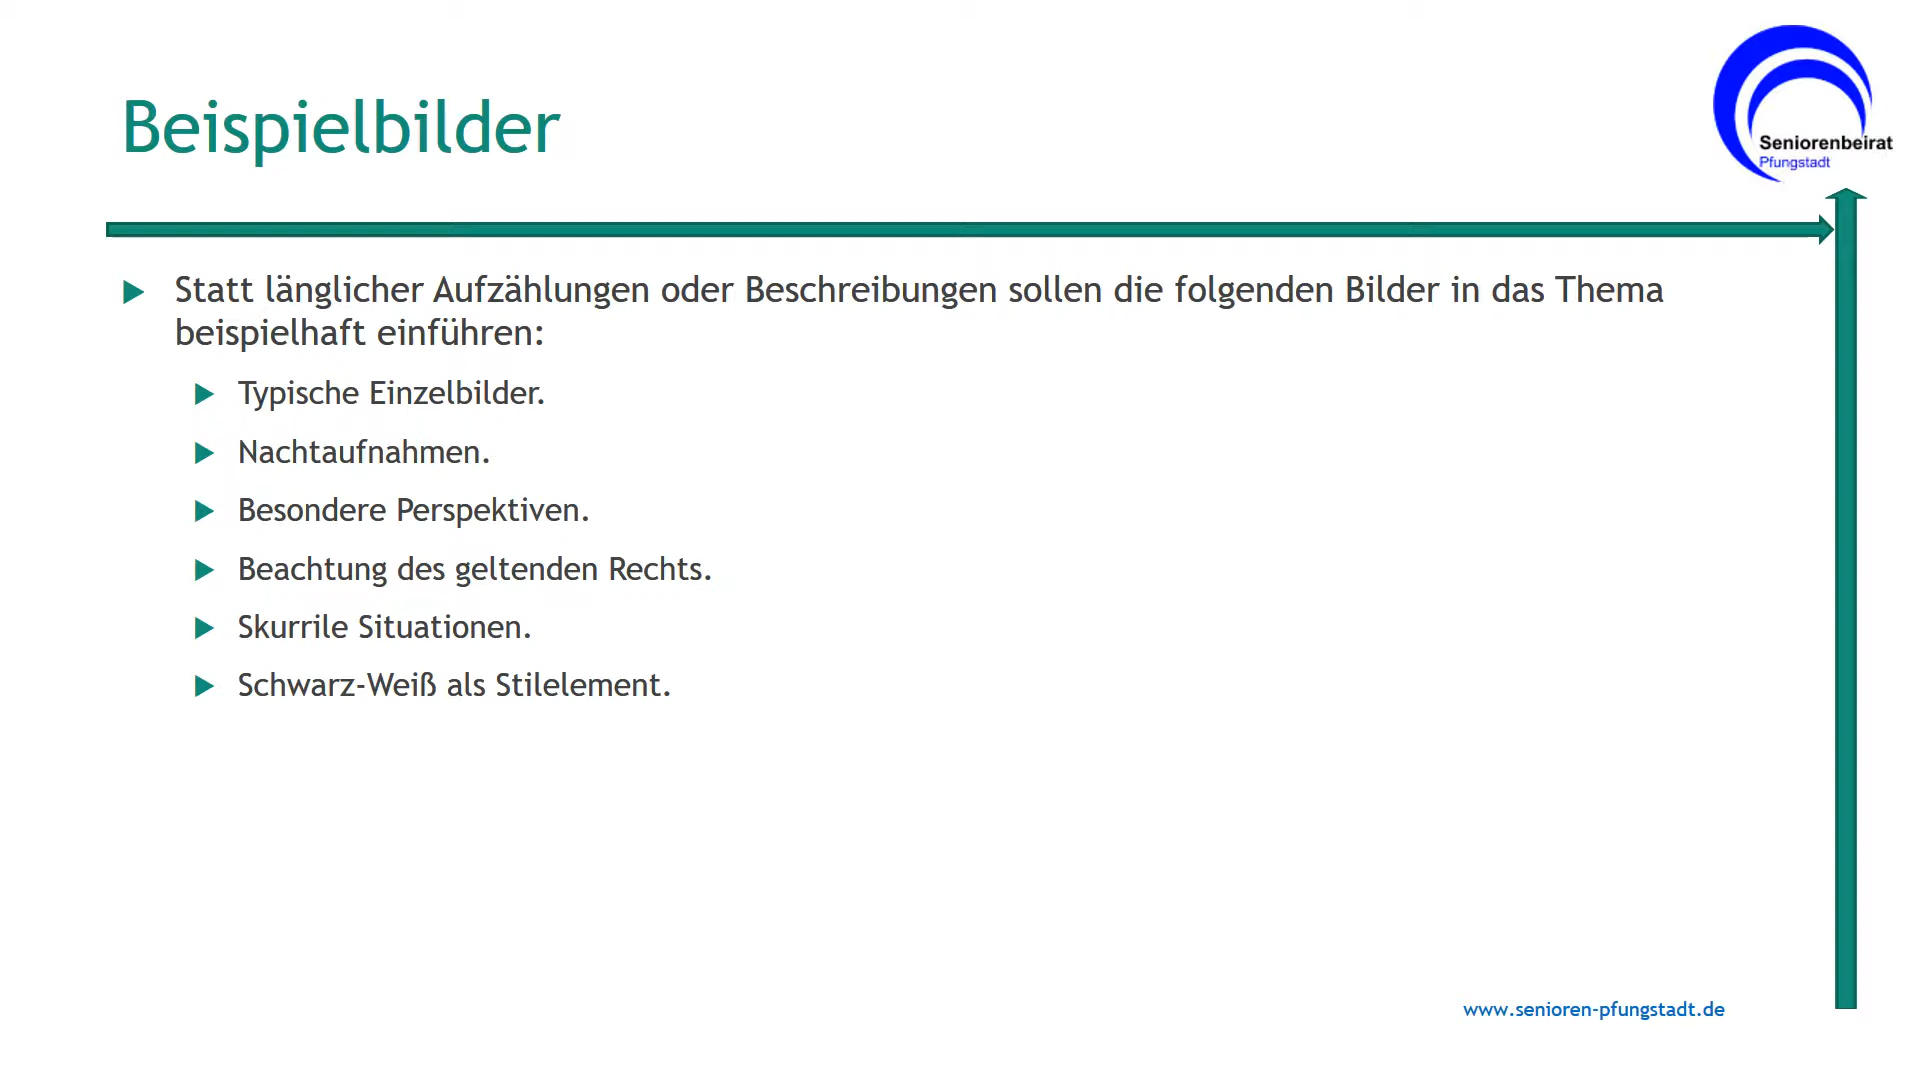 Beispielbilder
Seniorenbeirat
Pfungstadt
Statt länglicher Aufzählungen oder Beschreibungen sollen die folgenden Bilder in das Thema
beispielhaft einführen:
Typische Einzelbilder.
Nachtaufnahmen.
Besondere Perspektiven.
Beachtung des geltenden Rechts.
Skurrile Situationen.
Schwarz-Weiß als Stilelement.
www.senioren-pfungstadt.de